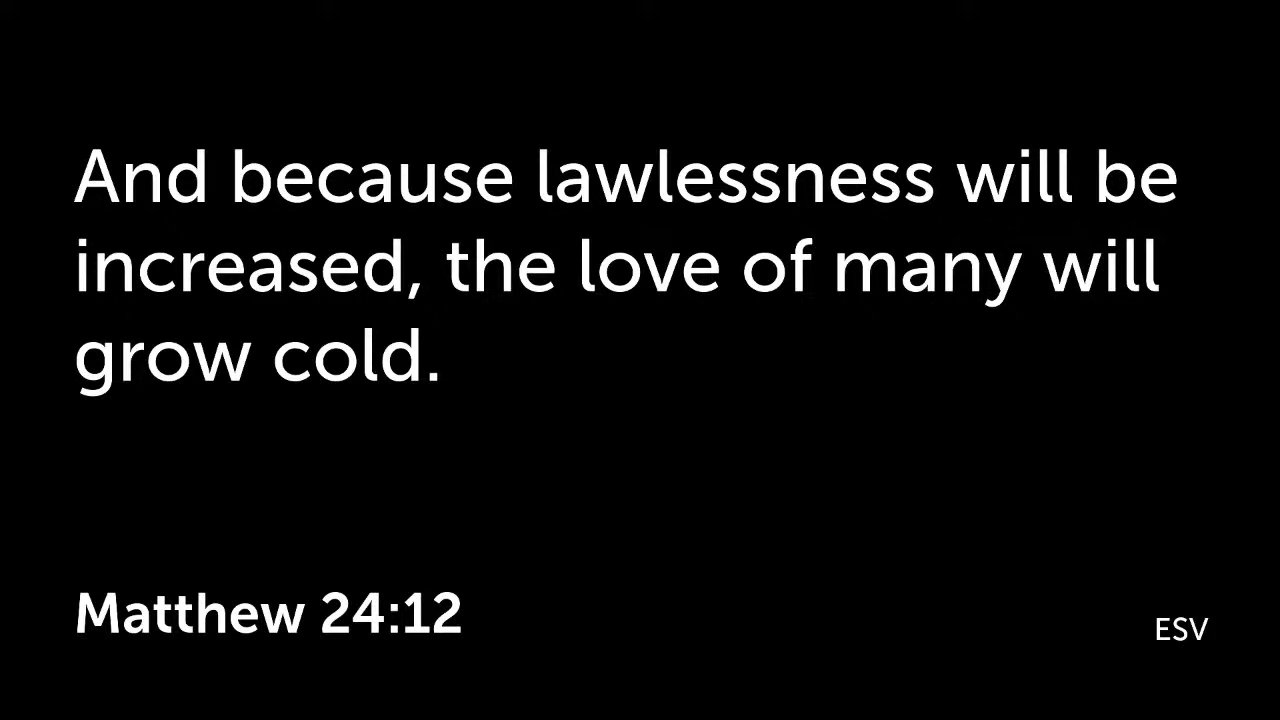 And because lawlessness will be
increased, the love of many will
grow cold.
Matthew 24:12
ESV